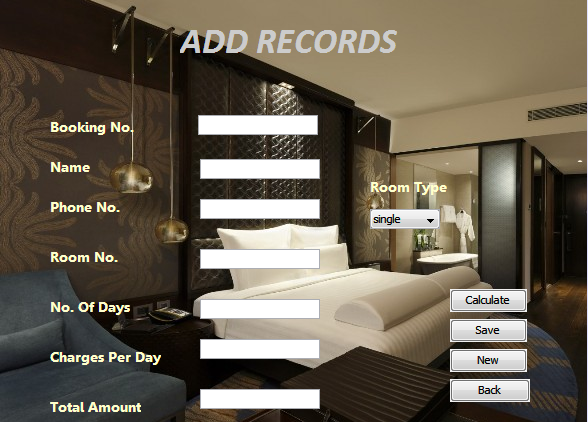 ADD RECORDS
Booking No.
Name
Phone No.
Room Type
single
Room No.
No. Of Days
Charges Per Day
Total Amount
Calculate
Save
New
Back